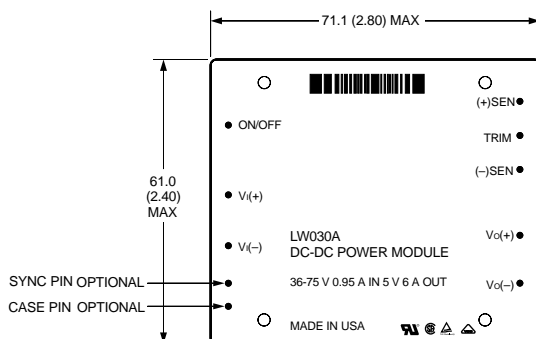 71.1 (2.80) MAX
(+)SEN
ON/OFF
TRIM
(–)SEN
61.0
(2.40)
MAX
VI(+)
VI(–)
LW030A
DC-DC POWER MODULE
VO(+)
SYNC PIN OPTIONAL
36-75 V 0.95 A IN 5 V 6 A OUT
VO(–)
CASE PIN OPTIONAL
MADE IN USA